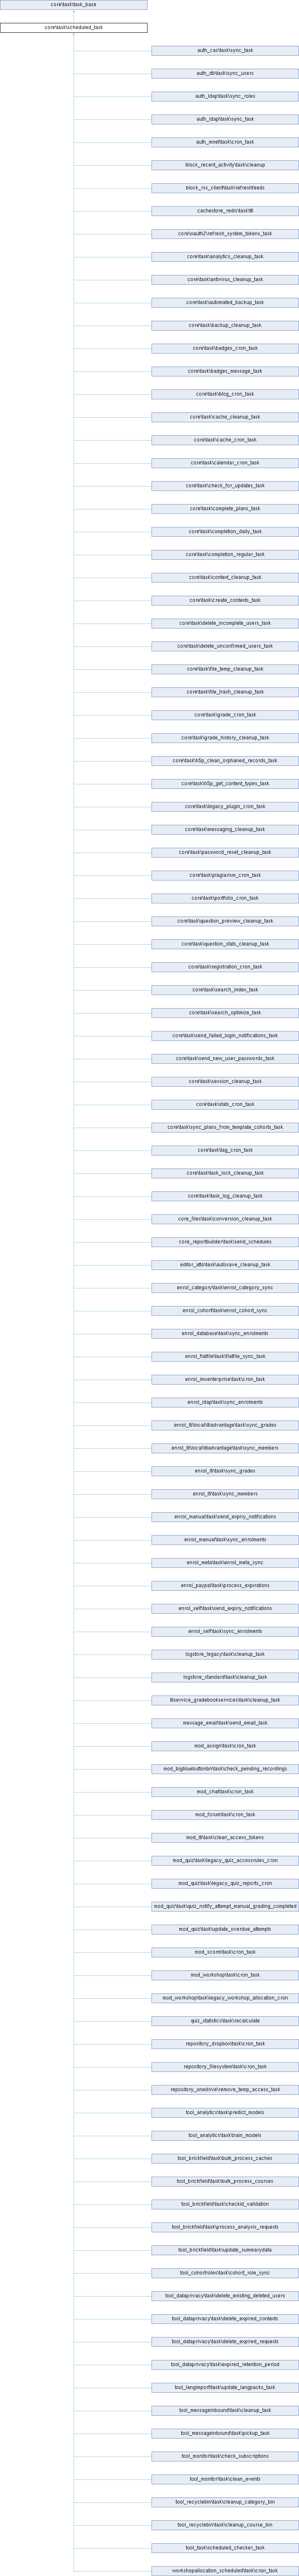 core\task\task_base
core\task\scheduled_task
auth_cas\task\sync_task
auth_db\task\sync_users
auth_ldap\task\sync_roles
auth_ldap\task\sync_task
auth_mnet\task\cron_task
block_recent_activity\task\cleanup
block_rss_client\task\refreshfeeds
cachestore_redis\task\ttl
core\oauth2\refresh_system_tokens_task
core\task\analytics_cleanup_task
core\task\antivirus_cleanup_task
core\task\automated_backup_task
core\task\backup_cleanup_task
core\task\badges_cron_task
core\task\badges_message_task
core\task\blog_cron_task
core\task\cache_cleanup_task
core\task\cache_cron_task
core\task\calendar_cron_task
core\task\check_for_updates_task
core\task\complete_plans_task
core\task\completion_daily_task
core\task\completion_regular_task
core\task\context_cleanup_task
core\task\create_contexts_task
core\task\delete_incomplete_users_task
core\task\delete_unconfirmed_users_task
core\task\file_temp_cleanup_task
core\task\file_trash_cleanup_task
core\task\grade_cron_task
core\task\grade_history_cleanup_task
core\task\h5p_clean_orphaned_records_task
core\task\h5p_get_content_types_task
core\task\legacy_plugin_cron_task
core\task\messaging_cleanup_task
core\task\password_reset_cleanup_task
core\task\plagiarism_cron_task
core\task\portfolio_cron_task
core\task\question_preview_cleanup_task
core\task\question_stats_cleanup_task
core\task\registration_cron_task
core\task\search_index_task
core\task\search_optimize_task
core\task\send_failed_login_notifications_task
core\task\send_new_user_passwords_task
core\task\session_cleanup_task
core\task\stats_cron_task
core\task\sync_plans_from_template_cohorts_task
core\task\tag_cron_task
core\task\task_lock_cleanup_task
core\task\task_log_cleanup_task
core_files\task\conversion_cleanup_task
core_reportbuilder\task\send_schedules
editor_atto\task\autosave_cleanup_task
enrol_category\task\enrol_category_sync
enrol_cohort\task\enrol_cohort_sync
enrol_database\task\sync_enrolments
enrol_flatfile\task\flatfile_sync_task
enrol_imsenterprise\task\cron_task
enrol_ldap\task\sync_enrolments
enrol_lti\local\ltiadvantage\task\sync_grades
enrol_lti\local\ltiadvantage\task\sync_members
enrol_lti\task\sync_grades
enrol_lti\task\sync_members
enrol_manual\task\send_expiry_notifications
enrol_manual\task\sync_enrolments
enrol_meta\task\enrol_meta_sync
enrol_paypal\task\process_expirations
enrol_self\task\send_expiry_notifications
enrol_self\task\sync_enrolments
logstore_legacy\task\cleanup_task
logstore_standard\task\cleanup_task
ltiservice_gradebookservices\task\cleanup_task
message_email\task\send_email_task
mod_assign\task\cron_task
mod_bigbluebuttonbn\task\check_pending_recordings
mod_chat\task\cron_task
mod_forum\task\cron_task
mod_lti\task\clean_access_tokens
mod_quiz\task\legacy_quiz_accessrules_cron
mod_quiz\task\legacy_quiz_reports_cron
mod_quiz\task\quiz_notify_attempt_manual_grading_completed
mod_quiz\task\update_overdue_attempts
mod_scorm\task\cron_task
mod_workshop\task\cron_task
mod_workshop\task\legacy_workshop_allocation_cron
quiz_statistics\task\recalculate
repository_dropbox\task\cron_task
repository_filesystem\task\cron_task
repository_onedrive\remove_temp_access_task
tool_analytics\task\predict_models
tool_analytics\task\train_models
tool_brickfield\task\bulk_process_caches
tool_brickfield\task\bulk_process_courses
tool_brickfield\task\checkid_validation
tool_brickfield\task\process_analysis_requests
tool_brickfield\task\update_summarydata
tool_cohortroles\task\cohort_role_sync
tool_dataprivacy\task\delete_existing_deleted_users
tool_dataprivacy\task\delete_expired_contexts
tool_dataprivacy\task\delete_expired_requests
tool_dataprivacy\task\expired_retention_period
tool_langimport\task\update_langpacks_task
tool_messageinbound\task\cleanup_task
tool_messageinbound\task\pickup_task
tool_monitor\task\check_subscriptions
tool_monitor\task\clean_events
tool_recyclebin\task\cleanup_category_bin
tool_recyclebin\task\cleanup_course_bin
tool_task\scheduled_checker_task
workshopallocation_scheduled\task\cron_task